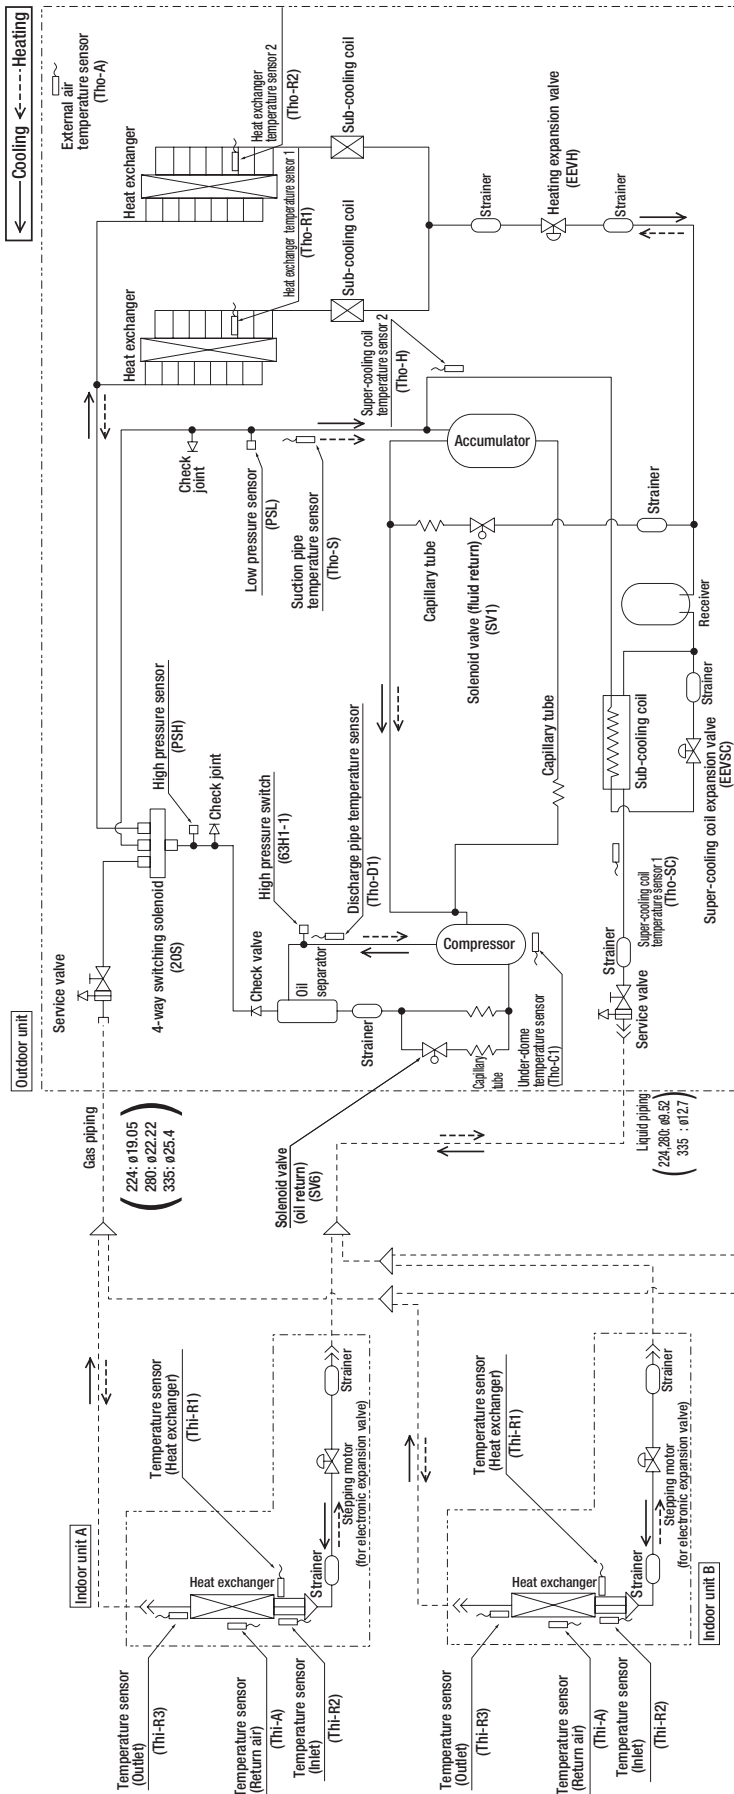 Cooling
Heating
Outdoor unit
External air
temperature sensor
(Tho-A)
Heat exchanger
Heat exchanger
temperature sensor 2
(Tho-R2)
Sub-cooling coil
Heat exchanger
Heat exchanger temperature sensor 1
(Tho-R1)
Sub-cooling coil
Strainer
Heating expansion valve
(EEVH)
Strainer
Check
joint
Low pressure sensor
(PSL)
Suction pipe
temperature sensor
(Tho-S)
Super-cooling coil
temperature sensor 2
(Tho-H)
Accumulator
Capillary tube
Solenoid valve (fluid return)
(SV1)
Strainer
Receiver
Strainer
Super-cooling coil expansion valve
(EEVSC)
Sub-cooling coil
Capillary tube
Service valve
4-way switching solenoid
(20S)
High pressure sensor
(PSH)
Check joint
High pressure switch
(63H1-1)
Discharge pipe temperature sensor
(Tho-D1)
Check valve
Oil
separator
Compressor
Strainer
Capillary
tube
Under-dome
temperature sensor
(Tho-C1)
Super-cooling coil
temperature sensor 1
(Tho-SC)
Strainer
Service valve
Solenoid valve
(oil return)
(SV6)
Gas piping
224: ø19.05
280: ø22.22
335: ø25.4
Liquid piping
224,280: ø9.52
335 : ø12.7
Indoor unit A
Temperature sensor
(Heat exchanger)
(Thi-R1)
Heat exchanger
Strainer
Stepping motor
(for electronic expansion valve)
Strainer
Temperature sensor
(Outlet)
(Thi-R3)
Temperature sensor
(Return air)
(Thi-A)
Temperature sensor
(Inlet)
(Thi-R2)
Indoor unit B
Temperature sensor
(Heat exchanger)
(Thi-R1)
Heat exchanger
Strainer
Stepping motor
(for electronic expansion valve)
Strainer
Temperature sensor
(Outlet)
(Thi-R3)
Temperature sensor
(Return air)
(Thi-A)
Temperature sensor
(Inlet)
(Thi-R2)